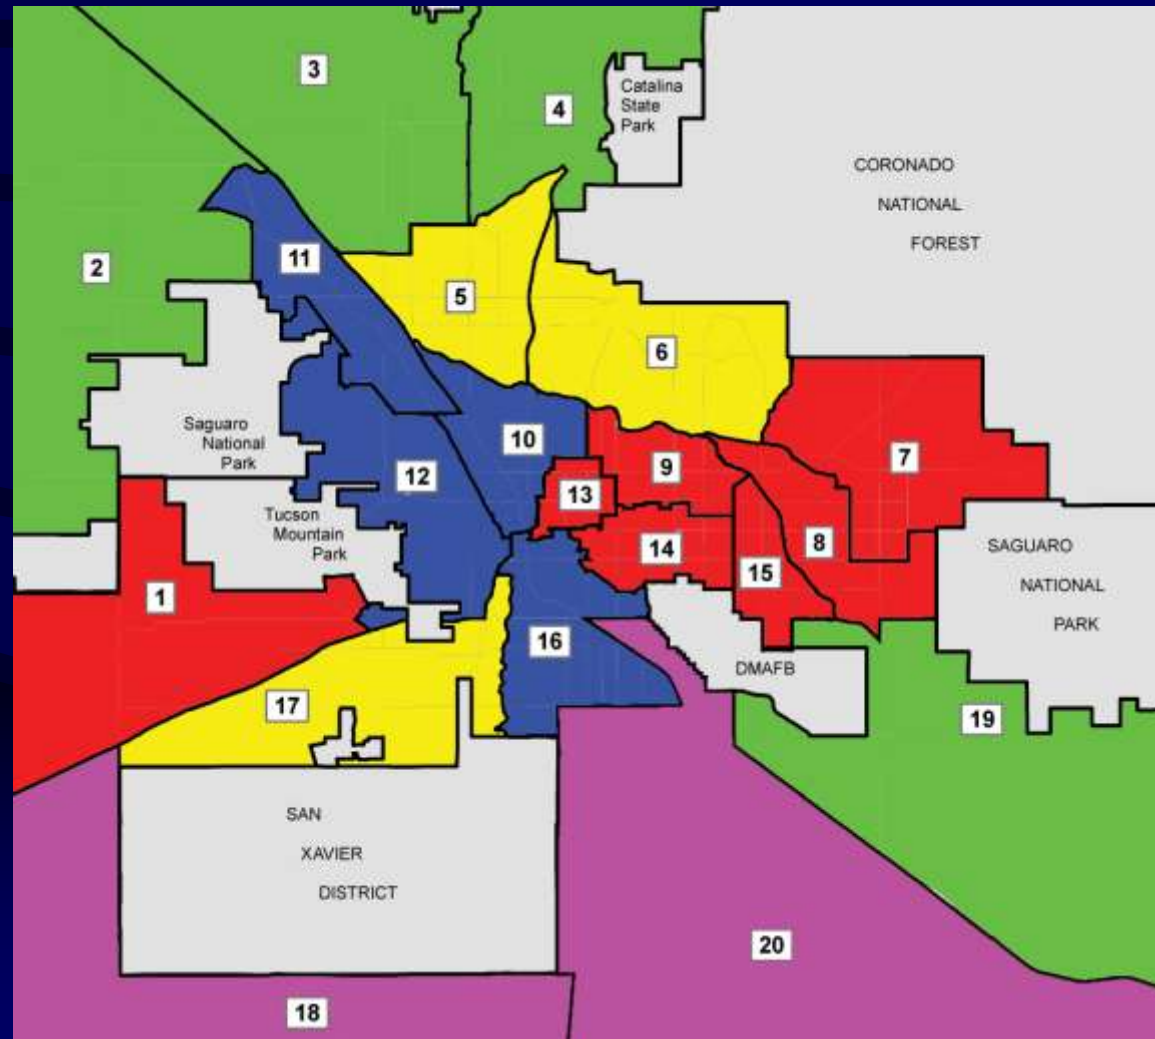 3
4
Catalina
State
Park
CORONADO
NATIONAL
FOREST
2
11
5
6
Saguaro
National
Park
10
12
9
7
13
Tucson
Mountain
Park
14
8
15
SAGUARO
NATIONAL
PARK
1
16
DMAFB
17
19
SAN
XAVIER
DISTRICT
20
18